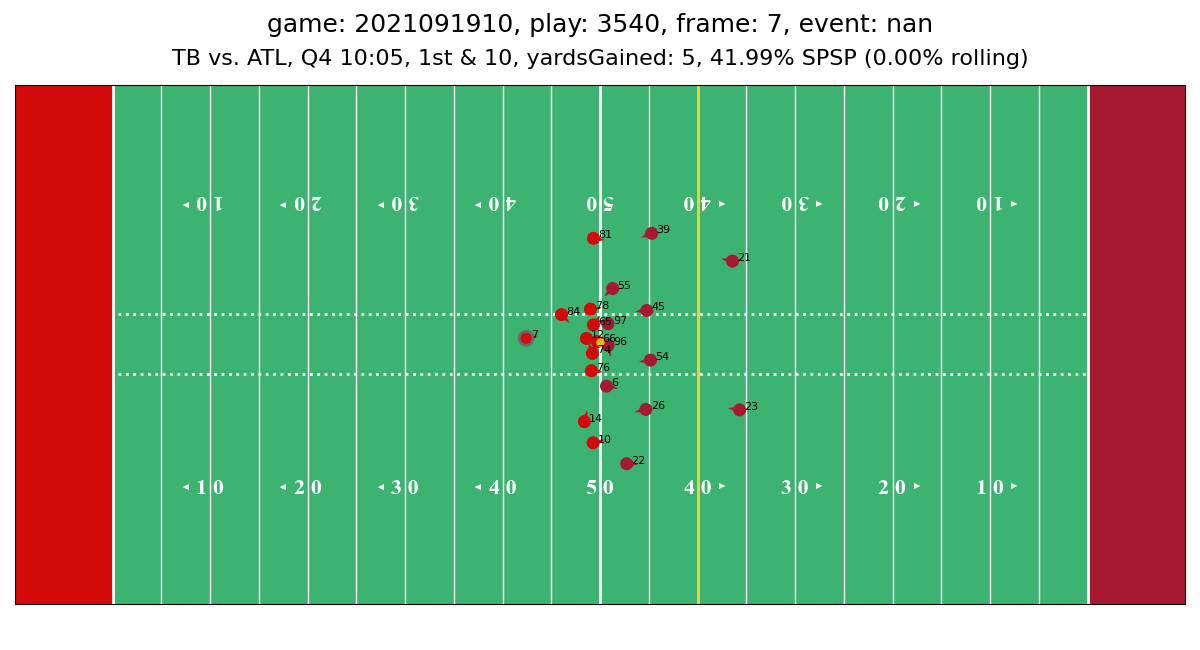 game: 2021091910, play: 3540, frame: 7, event: nan
TB vs. ATL, Q4 10:05, 1st & 10, yardsGained: 5, 41.99% SPSP (0.00% rolling)
10 20 30 40 50 40 30 20 10
81 39
21
55
84 78 45
65 97
7 12 66 96
74
54
76
6
26 23
14
10
22
10 20 30 40 50 40 30 20 10